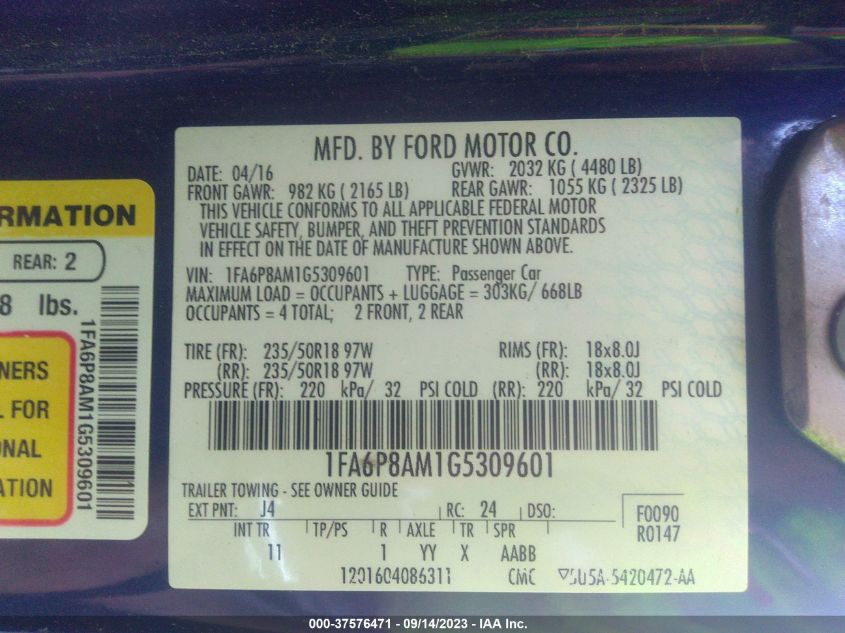 MFD. BY FORD MOTOR CO.
DATE: 04/16 GVWR: 2032 KG ( 4480 LB)
FRONT GAWR: 982 KG ( 2165 LB) REAR GAWR: 1055 KG ( 2325 LB)
THIS VEHICLE CONFORMS TO ALL APPLICABLE FEDERAL MOTOR
VEHICLE SAFETY, BUMPER, AND THEFT PREVENTION STANDARDS
IN EFFECT ON THE DATE OF MANUFACTURE SHOWN ABOVE.
VIN: 1FA6P8AM1G5309601 TYPE: Passenger Car
MAXIMUM LOAD = OCCUPANTS + LUGGAGE = 303KG/ 668LB
OCCUPANTS = 4 TOTAL; 2 FRONT, 2 REAR
TIRE (FR): 235/50R18 97W RIMS (FR): 18x8.0J
(RR): 235/50R18 97W (RR): 18x8.0J
PRESSURE (FR): 220 kPa/ 32 PSI COLD (RR): 220 kPa/ 32 PSI COLD
1FA6P8AM1G5309601
TRAILER TOWING - SEE OWNER GUIDE
EXT PNT: J4 RC: 24 DSO:
F0090
R0147
INT TR TP/PS R AXLE TR SPR
11 1 YY X AABB
1201604086311 CMC 5U5A-5420472-AA
RMATION
REAR: 2
8 lbs.
1FA6P8AM1G5309601
NERS
L FOR
ONAL
ATION
000-37576471 - 09/14/2023 - IAA Inc.